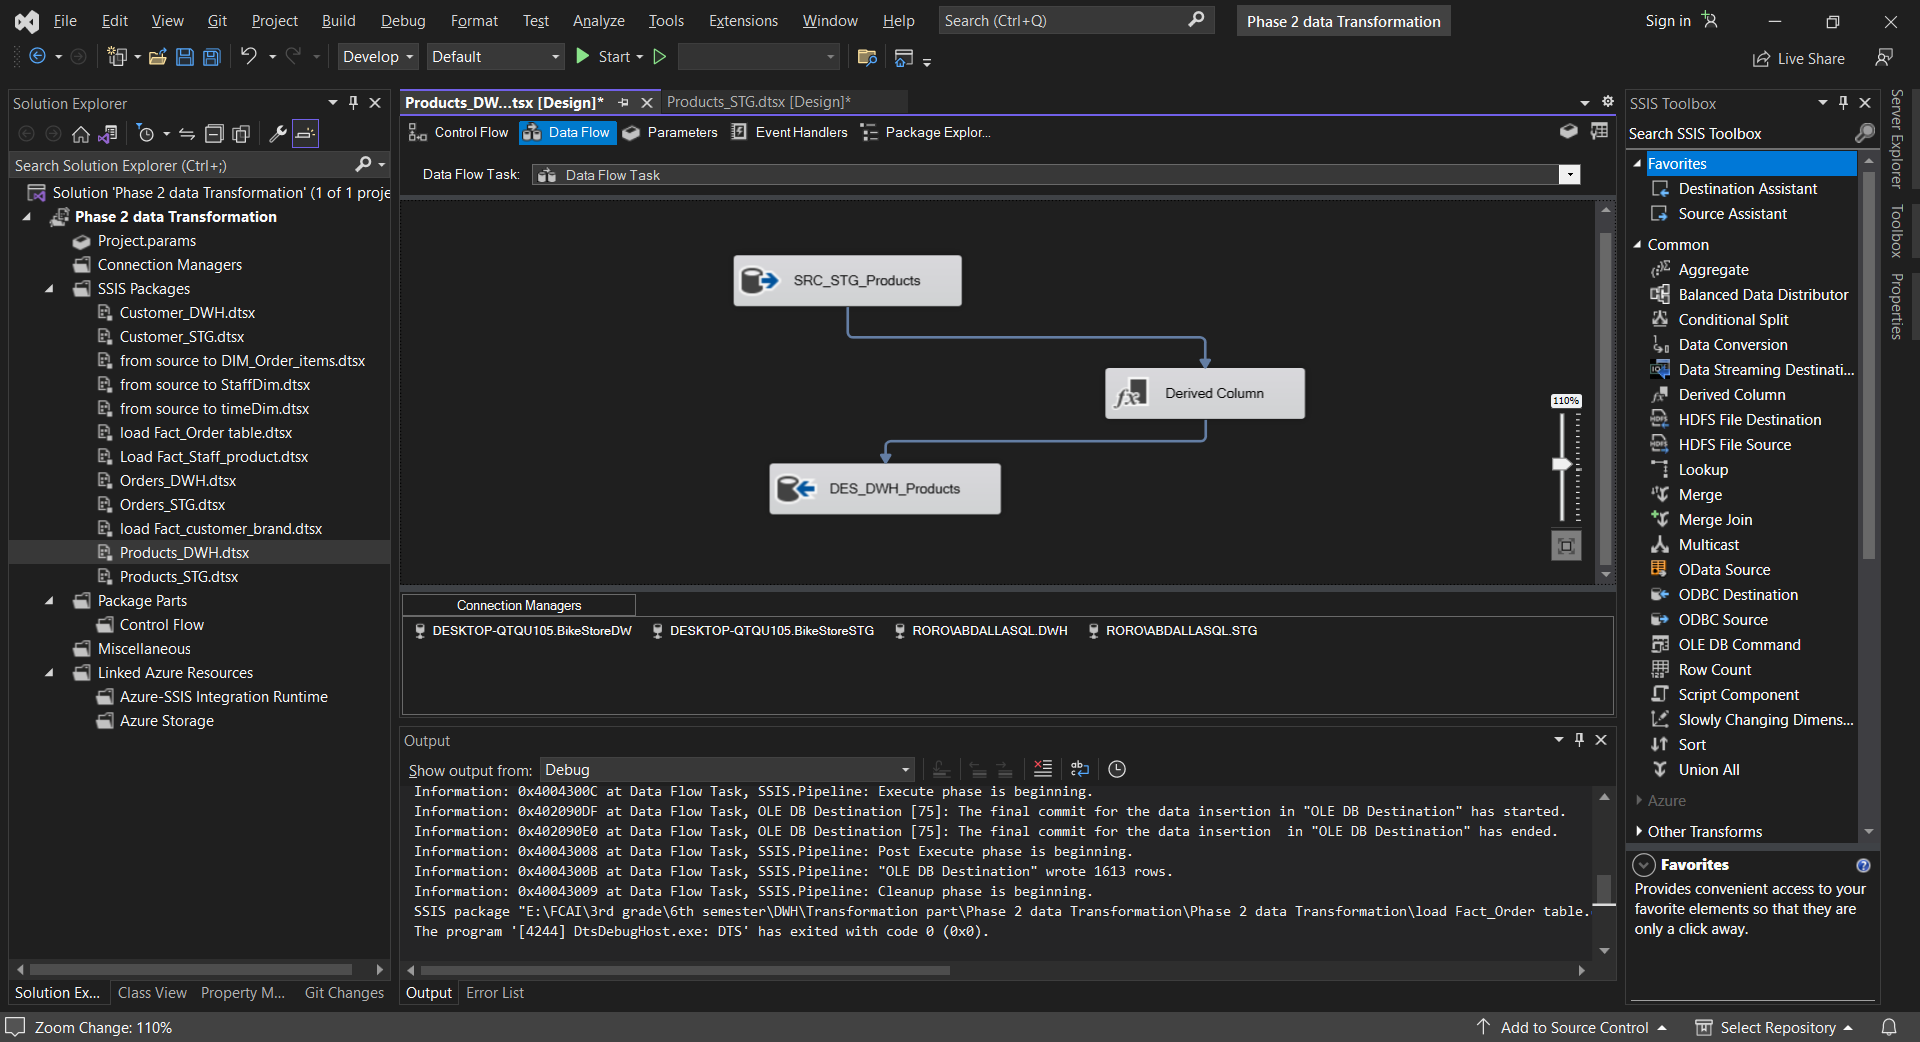 File Edit View Git Project Build Debug Format Test Analyze Tools Extensions Window Help Search (Ctrl+Q) Phase 2 data Transformation Sign in
Develop Default Start Live Share
Solution Explorer
Search Solution Explorer (Ctrl+;)
Solution 'Phase 2 data Transformation' (1 of 1 proje
Phase 2 data Transformation
Project.params
Connection Managers
SSIS Packages
Customer_DWH.dtsx
Customer_STG.dtsx
from source to DIM_Order_items.dtsx
from source to StaffDim.dtsx
from source to timeDim.dtsx
load Fact_Order table.dtsx
Load Fact_Staff_product.dtsx
Orders_DWH.dtsx
Orders_STG.dtsx
load Fact_customer_brand.dtsx
Products_DWH.dtsx
Products_STG.dtsx
Package Parts
Control Flow
Miscellaneous
Linked Azure Resources
Azure-SSIS Integration Runtime
Azure Storage
Solution Ex... Class View Property M... Git Changes
Products_DW...tsx [Design]* Products_STG.dtsx [Design]*
Control Flow Data Flow Parameters Event Handlers Package Explor...
Data Flow Task: Data Flow Task
SRC_STG_Products
Derived Column
DES_DWH_Products
110%
Connection Managers
DESKTOP-QTQU105.BikeStoreDW DESKTOP-QTQU105.BikeStoreSTG RORO\ABDALLASQL.DWH RORO\ABDALLASQL.STG
Output
Show output from: Debug
Information: 0x4004300C at Data Flow Task, SSIS.Pipeline: Execute phase is beginning.
Information: 0x402090DF at Data Flow Task, OLE DB Destination [75]: The final commit for the data insertion in "OLE DB Destination" has started.
Information: 0x402090E0 at Data Flow Task, OLE DB Destination [75]: The final commit for the data insertion  in "OLE DB Destination" has ended.
Information: 0x40043008 at Data Flow Task, SSIS.Pipeline: Post Execute phase is beginning.
Information: 0x4004300B at Data Flow Task, SSIS.Pipeline: "OLE DB Destination" wrote 1613 rows.
Information: 0x40043009 at Data Flow Task, SSIS.Pipeline: Cleanup phase is beginning.
SSIS package "E:\FCAI\3rd grade\6th semester\DWH\Transformation part\Phase 2 data Transformation\Phase 2 data Transformation\load Fact_Order table.
The program '[4244] DtsDebugHost.exe: DTS' has exited with code 0 (0x0).
Output Error List
SSIS Toolbox
Search SSIS Toolbox
Favorites
Destination Assistant
Source Assistant
Common
Aggregate
Balanced Data Distributor
Conditional Split
Data Conversion
Data Streaming Destinati...
Derived Column
HDFS File Destination
HDFS File Source
Lookup
Merge
Merge Join
Multicast
OData Source
ODBC Destination
ODBC Source
OLE DB Command
Row Count
Script Component
Slowly Changing Dimens...
Sort
Union All
Azure
Other Transforms
Favorites
Provides convenient access to your
favorite elements so that they are
only a click away.
Server Explorer
Toolbox
Properties
Zoom Change: 110% Add to Source Control Select Repository